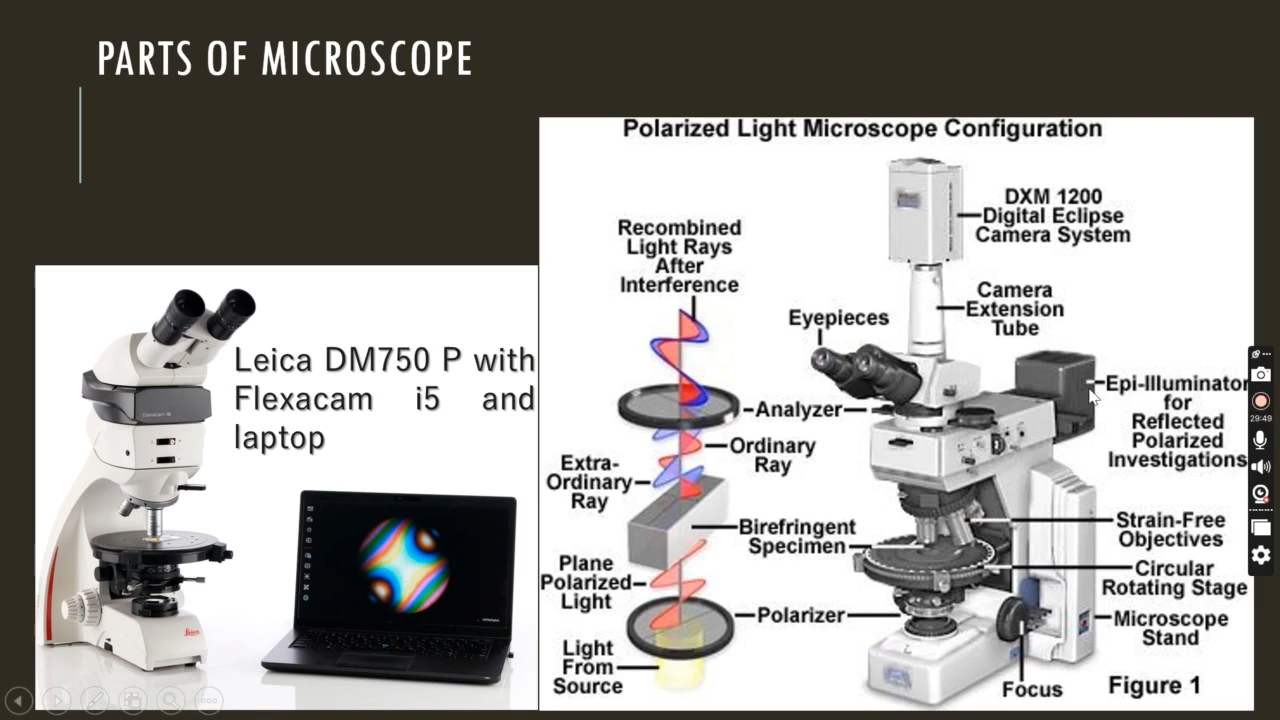 PARTS OF MICROSCOPE
Leica DM750 P with
Flexacam i5 and
laptop
Polarized Light Microscope Configuration
DXM 1200
Digital Eclipse
Camera System
Recombined
Light Rays
After
Interference
Camera
Extension
Tube
Eyepieces
Epi-Illuminator
for
Reflected
Polarized
Investigations
Analyzer
Ordinary
Ray
Extra-
Ordinary
Ray
Birefringent
Specimen
Strain-Free
Objectives
Plane
Polarized
Light
Circular
Rotating Stage
Polarizer
Microscope
Stand
Light
From
Source
Focus
Figure 1
29:49
Flexacam i5
Leica